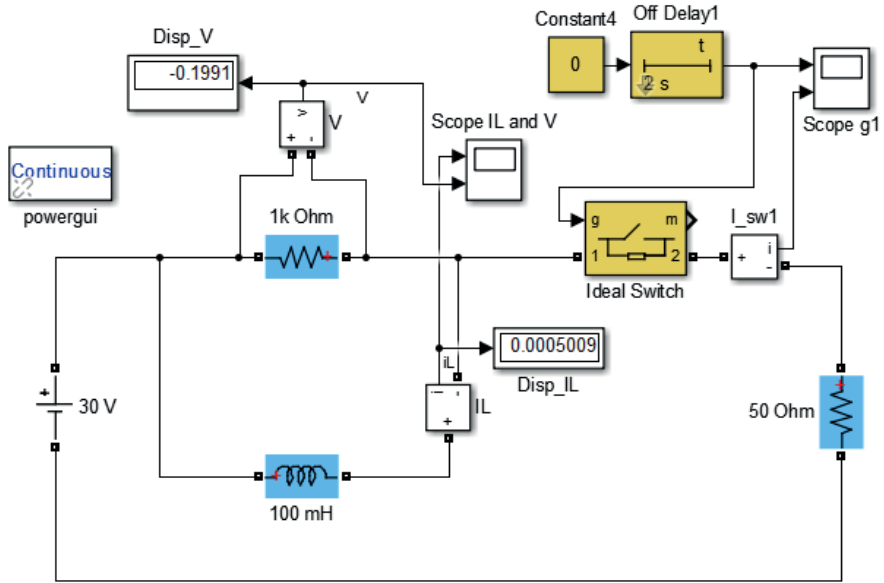 Constant4
Off Delay1
Disp_V
0
t
2 s
-0.1991
V
V
+ -
v
Scope IL and V
Scope g1
Continuous
powergui
1k Ohm
g
m
1
2
I_sw1
+
i
-
Ideal Switch
+
30 V
iL
0.0005009
Disp_IL
i -
+
IL
50 Ohm
100 mH